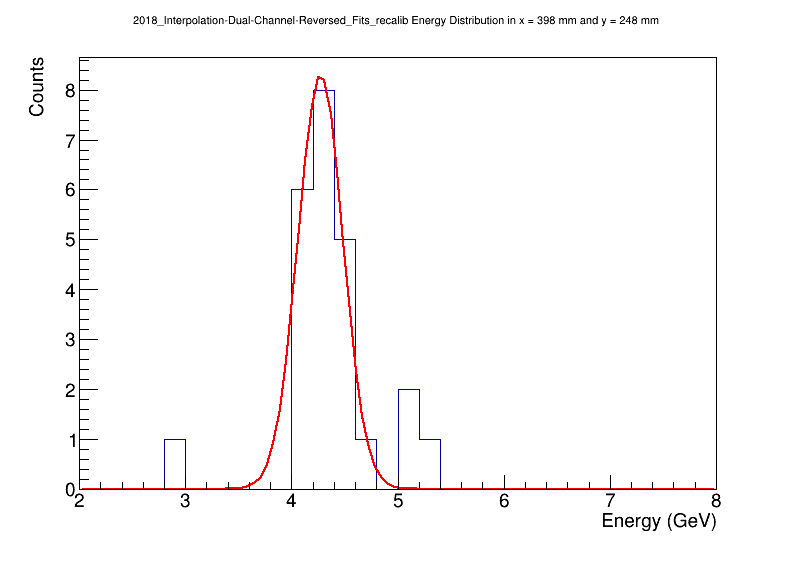 2018_Interpolation-Dual-Channel-Reversed_Fits_recalib Energy Distribution in x = 398 mm and y = 248 mm
Counts
8
7
6
5
4
3
2
1
0
2 3 4 5 6 7 8
Energy (GeV)